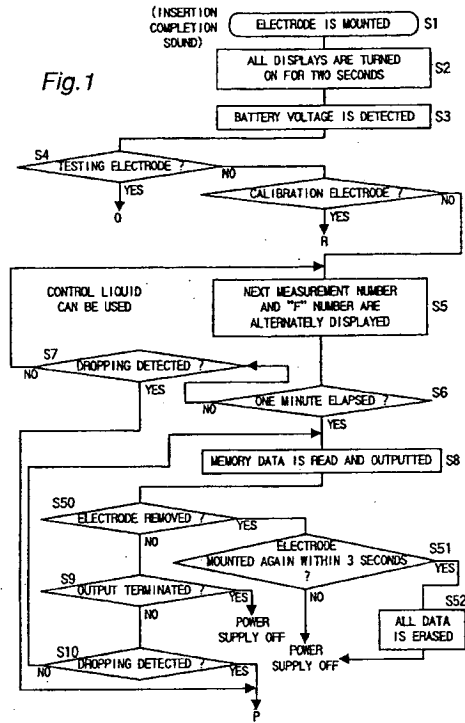 (INSERTION
COMPLETION
SOUND)
ELECTRODE IS MOUNTED
S1
Fig.1
ALL DISPLAYS ARE TURNED
ON FOR TWO SECONDS
S2
BATTERY VOLTAGE IS DETECTED
S3
S4
TESTING ELECTRODE ?
NO
YES
O
CALIBRATION ELECTRODE ?
NO
YES
R
CONTROL LIQUID
CAN BE USED
NEXT MEASUREMENT NUMBER
AND "F" NUMBER ARE
ALTERNATELY DISPLAYED
S5
S7
DROPPING DETECTED ?
NO
YES
ONE MINUTE ELAPSED ?
S6
NO
YES
MEMORY DATA IS READ AND OUTPUTTED
S8
S50
ELECTRODE REMOVED ?
YES
NO
ELECTRODE
MOUNTED AGAIN WITHIN 3 SECONDS
?
S51
YES
NO
S9
OUTPUT TERMINATED ?
YES
NO
POWER
SUPPLY OFF
S52
ALL DATA
IS ERASED
POWER
SUPPLY OFF
S10
DROPPING DETECTED ?
NO
YES
P